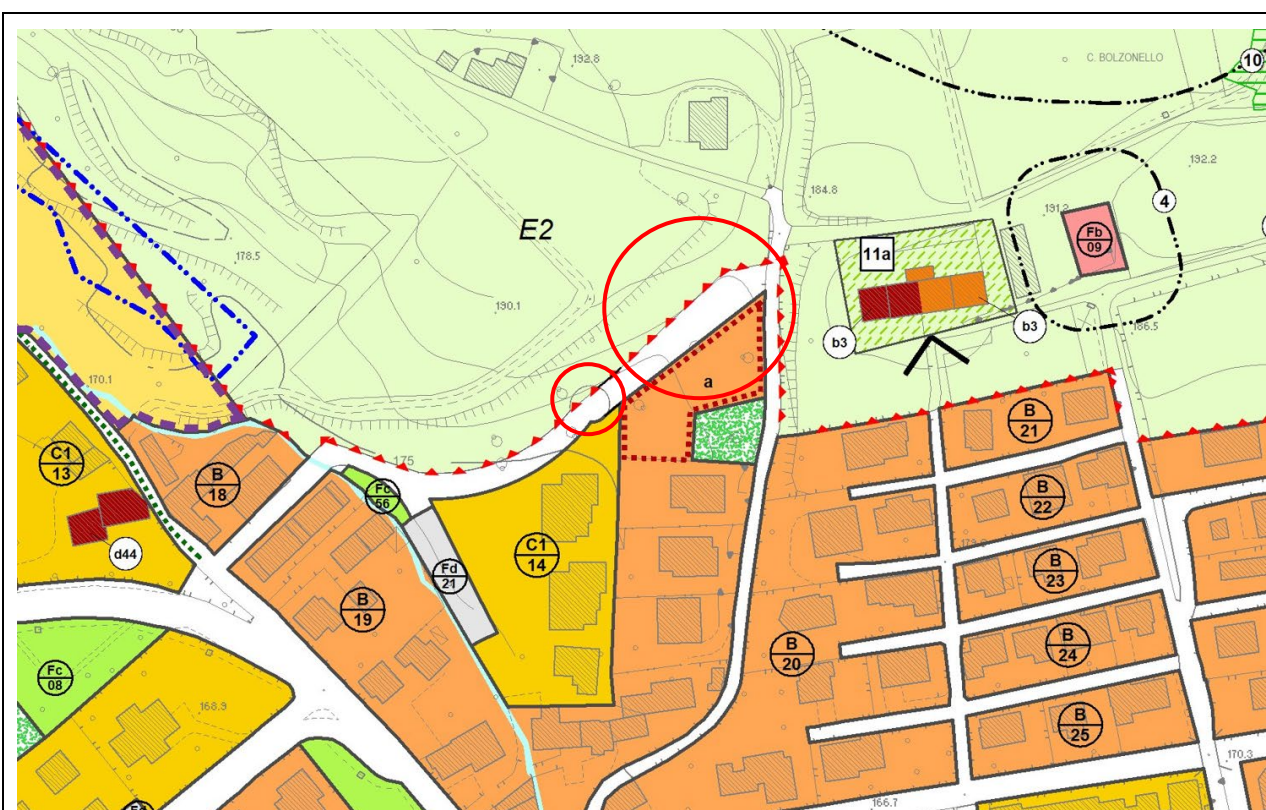 192.8
C. BOLZONELLO
10
192.2
184.8
191.2
4
E2
Fb
09
11a
178.5
190.1
b3
b3
186.5
170.1
a
B
21
C1
13
175
B
18
Fc
56
B
22
d44
C1
14
Fd
21
B
23
B
19
B
20
B
24
Fc
08
168.9
B
25
170.3
166.7